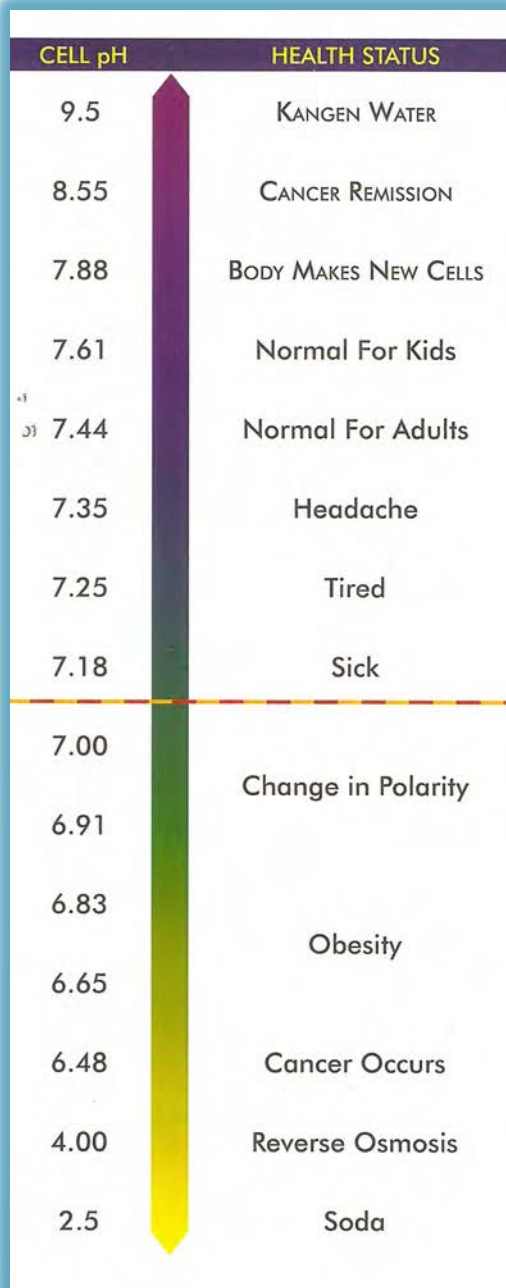 CELL pH HEALTH STATUS
9.5 KANGEN WATER
8.55 CANCER REMISSION
7.88 BODY MAKES NEW CELLS
7.61 Normal For Kids
7.44 Normal For Adults
7.35 Headache
7.25 Tired
7.18 Sick
7.00
Change in Polarity
6.91
6.83
Obesity
6.65
6.48 Cancer Occurs
4.00 Reverse Osmosis
2.5 Soda